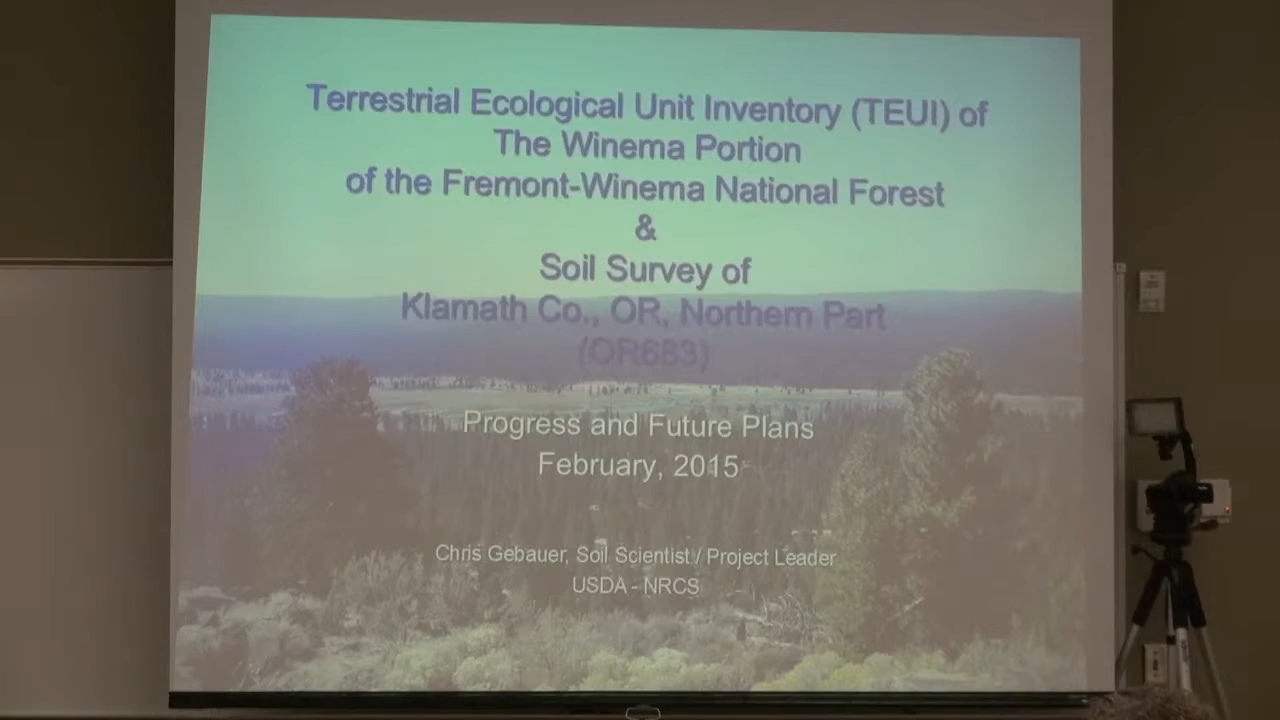 Terrestrial Ecological Unit Inventory (TEUI) of
The Winema Portion
of the Fremont-Winema National Forest
&
Soil Survey of
Klamath Co., OR, Northern Part
(OR683)
Progress and Future Plans
February, 2015
Chris Gebauer, Soil Scientist / Project Leader
USDA - NRCS